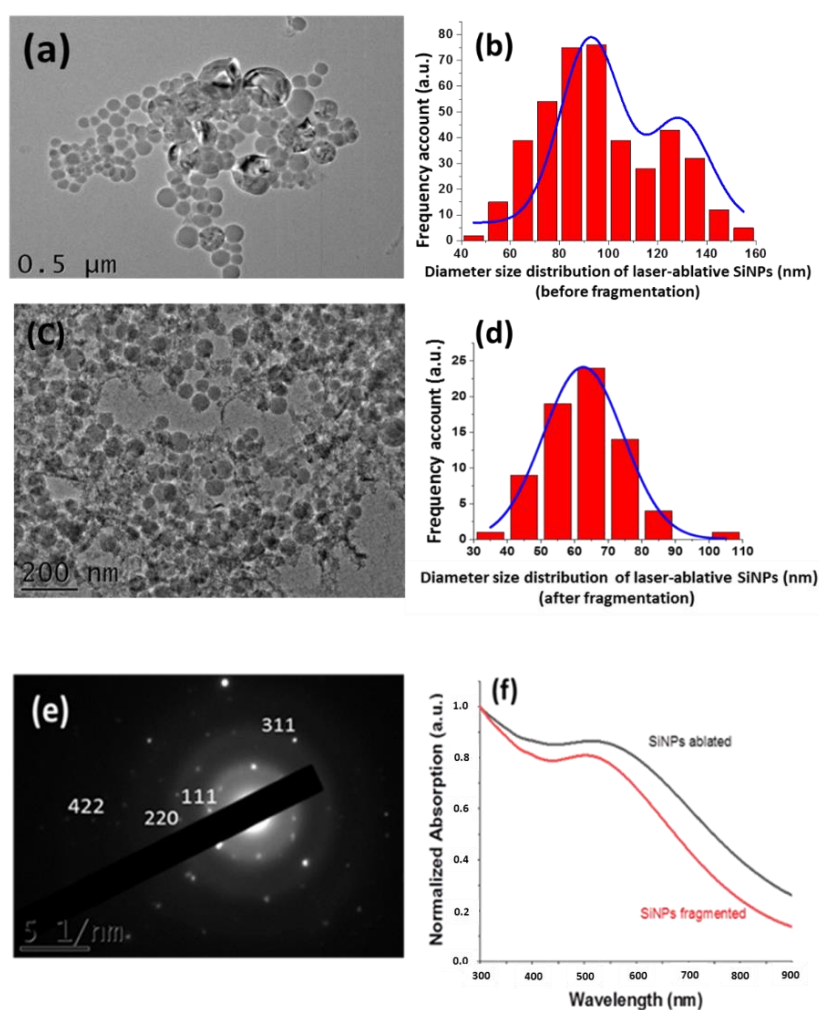 (a)
0.5 μm
(b)
Frequency account (a.u.)
80
70
60
50
40
30
20
10
0
40 60 80 100 120 140 160
Diameter size distribution of laser-ablative SiNPs (nm)
(before fragmentation)
(C)
200 nm
(d)
Frequency account (a.u.)
25
20
15
10
5
0
30 40 50 60 70 80 90 100 110
Diameter size distribution of laser-ablative SiNPs (nm)
(after fragmentation)
(e)
311
422
111
220
5 1/nm
(f)
Normalized Absorption (a.u.)
1.0
0.8
0.6
0.4
0.2
0.0
SiNPs ablated
SiNPs fragmented
300 400 500 600 700 800 900
Wavelength (nm)